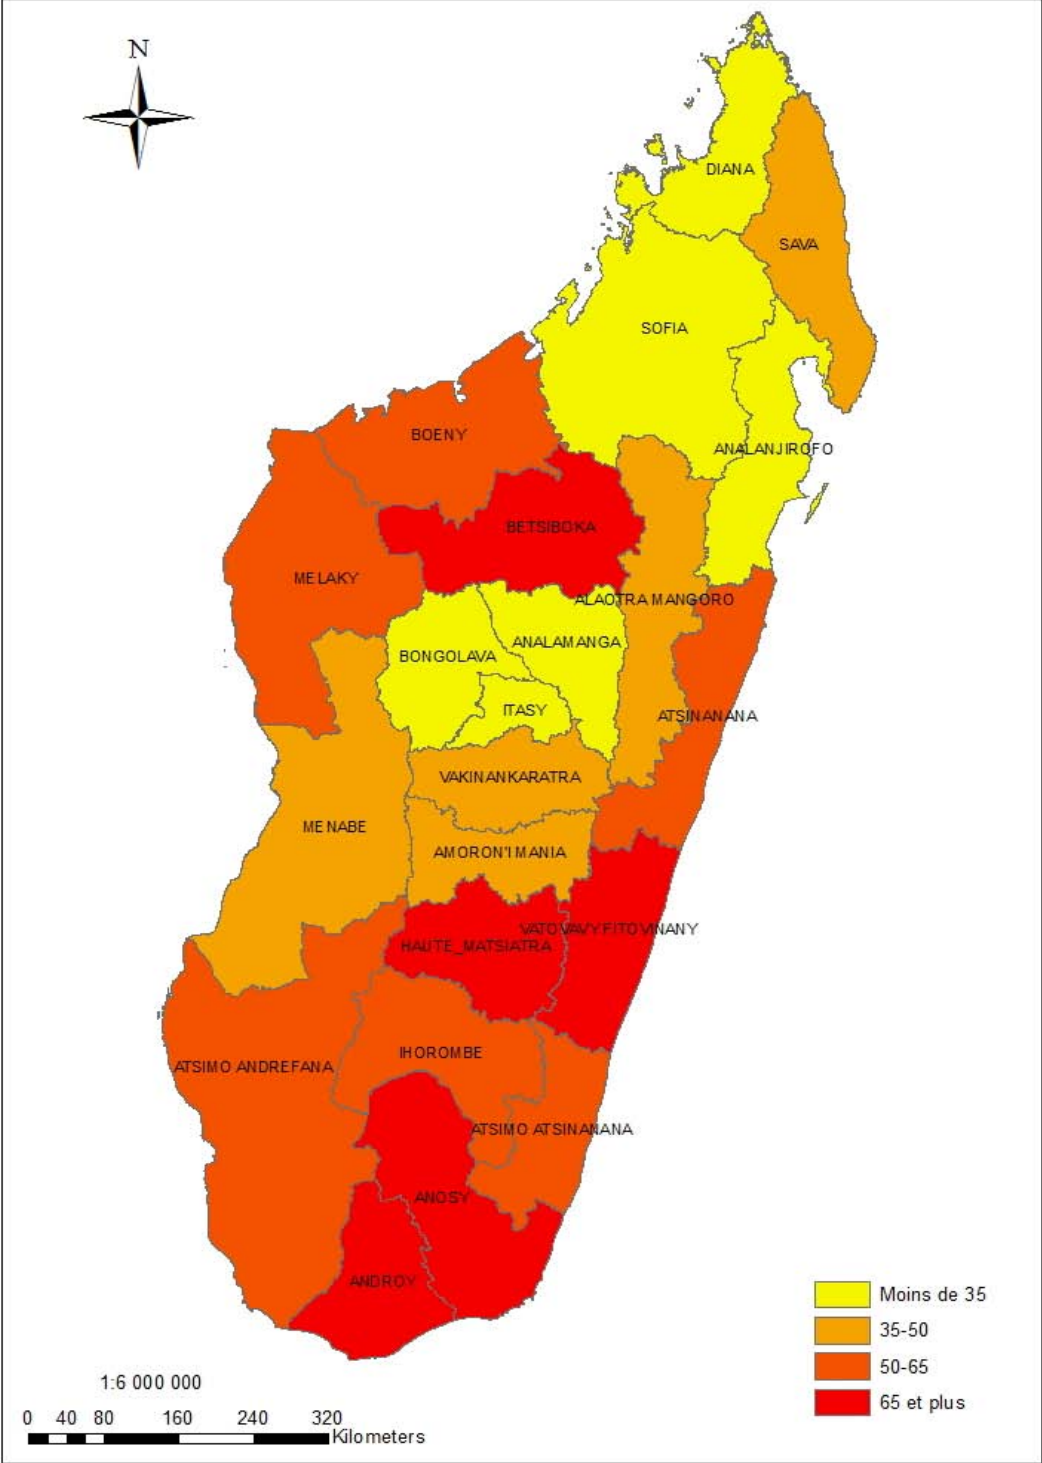 N
DIANA
SAVA
SOFIA
BOENY
ANALANJIROFO
BETSIBOKA
MELAKY
ALAOTRA MANGORO
ANALAMANGA
BONGOLAVA
ITASY
ATSINANANA
VAKINANKARATRA
MENABE
AMORON'I MANIA
VATOVAVY FITOVINANY
HAUTE_MATSIATRA
IHOROMBE
ATSIMO ANDREFANA
ATSIMO ATSINANANA
ANOSY
ANDROY
Moins de 35
35-50
50-65
65 et plus
1:6 000 000
0 40 80 160 240 320
Kilometers